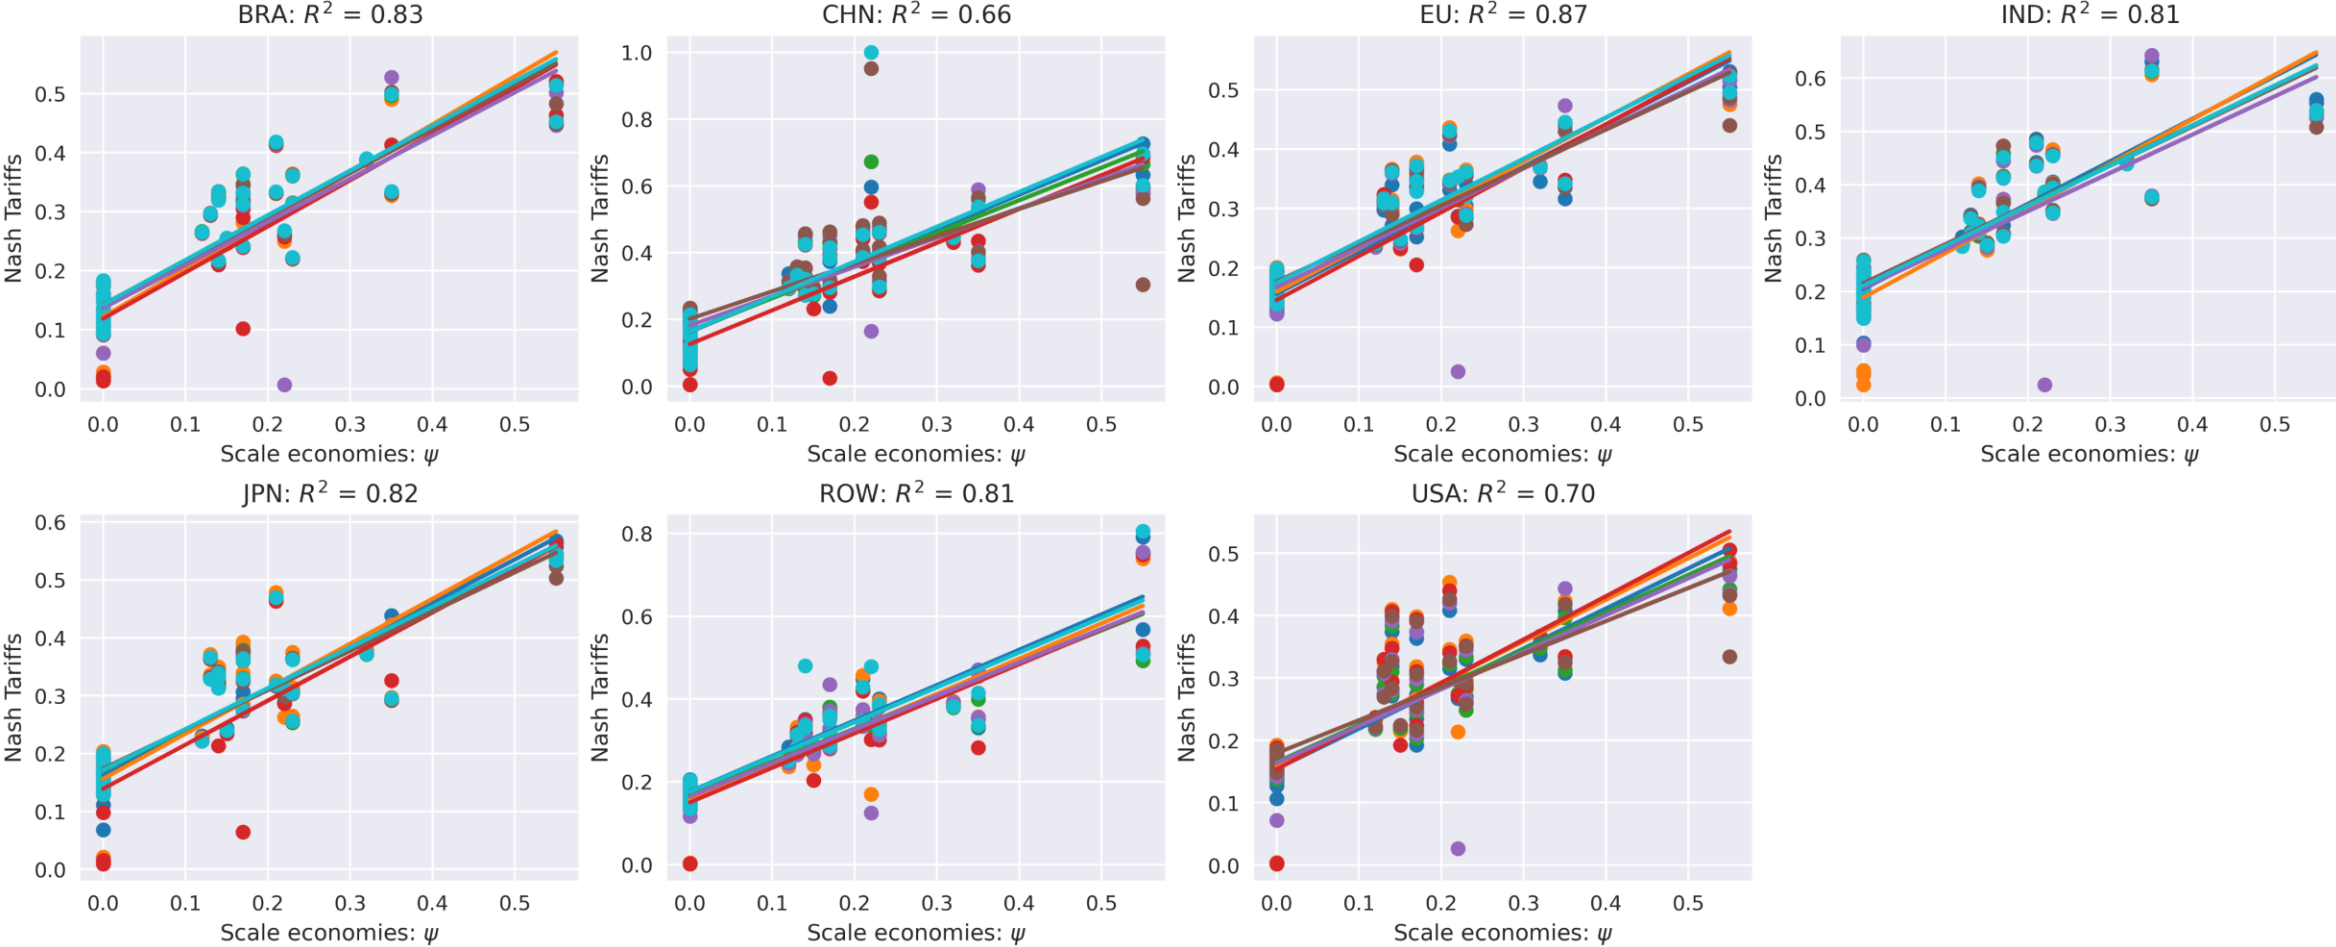 BRA: R² = 0.83
CHN: R² = 0.66
EU: R² = 0.87
IND: R² = 0.81
Nash Tariffs
0.5
0.4
0.3
0.2
0.1
0.0
0.0 0.1 0.2 0.3 0.4 0.5
Scale economies: ψ
Nash Tariffs
1.0
0.8
0.6
0.4
0.2
0.0
0.0 0.1 0.2 0.3 0.4 0.5
Scale economies: ψ
Nash Tariffs
0.5
0.4
0.3
0.2
0.1
0.0
0.0 0.1 0.2 0.3 0.4 0.5
Scale economies: ψ
Nash Tariffs
0.6
0.5
0.4
0.3
0.2
0.1
0.0
0.0 0.1 0.2 0.3 0.4 0.5
Scale economies: ψ
JPN: R² = 0.82
ROW: R² = 0.81
USA: R² = 0.70
Nash Tariffs
0.6
0.5
0.4
0.3
0.2
0.1
0.0
0.0 0.1 0.2 0.3 0.4 0.5
Scale economies: ψ
Nash Tariffs
0.8
0.6
0.4
0.2
0.0
0.0 0.1 0.2 0.3 0.4 0.5
Scale economies: ψ
Nash Tariffs
0.5
0.4
0.3
0.2
0.1
0.0
0.0 0.1 0.2 0.3 0.4 0.5
Scale economies: ψ